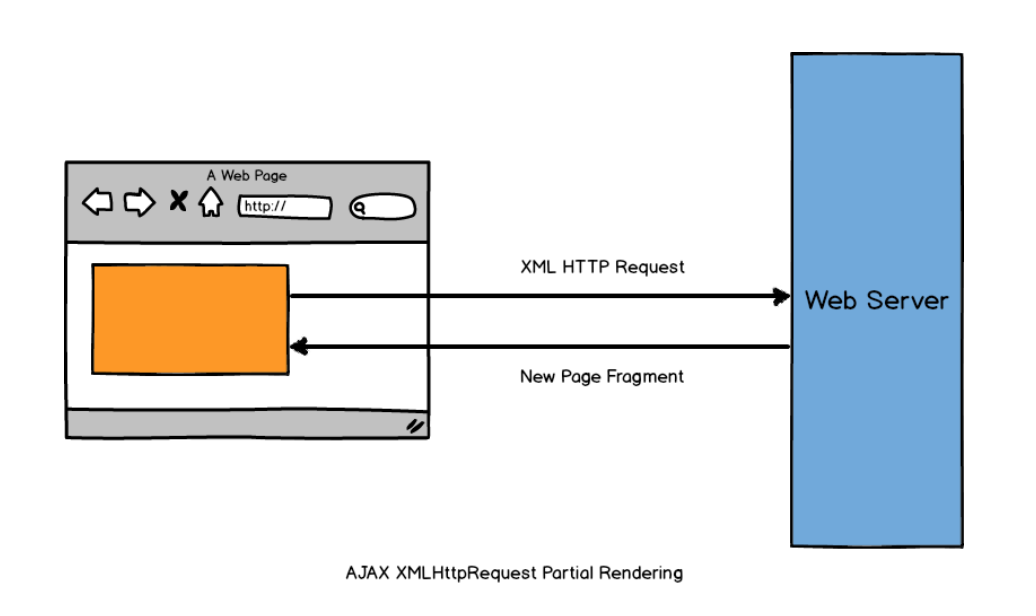 A Web Page
http://
XML HTTP Request
Web Server
New Page Fragment
AJAX XMLHttpRequest Partial Rendering